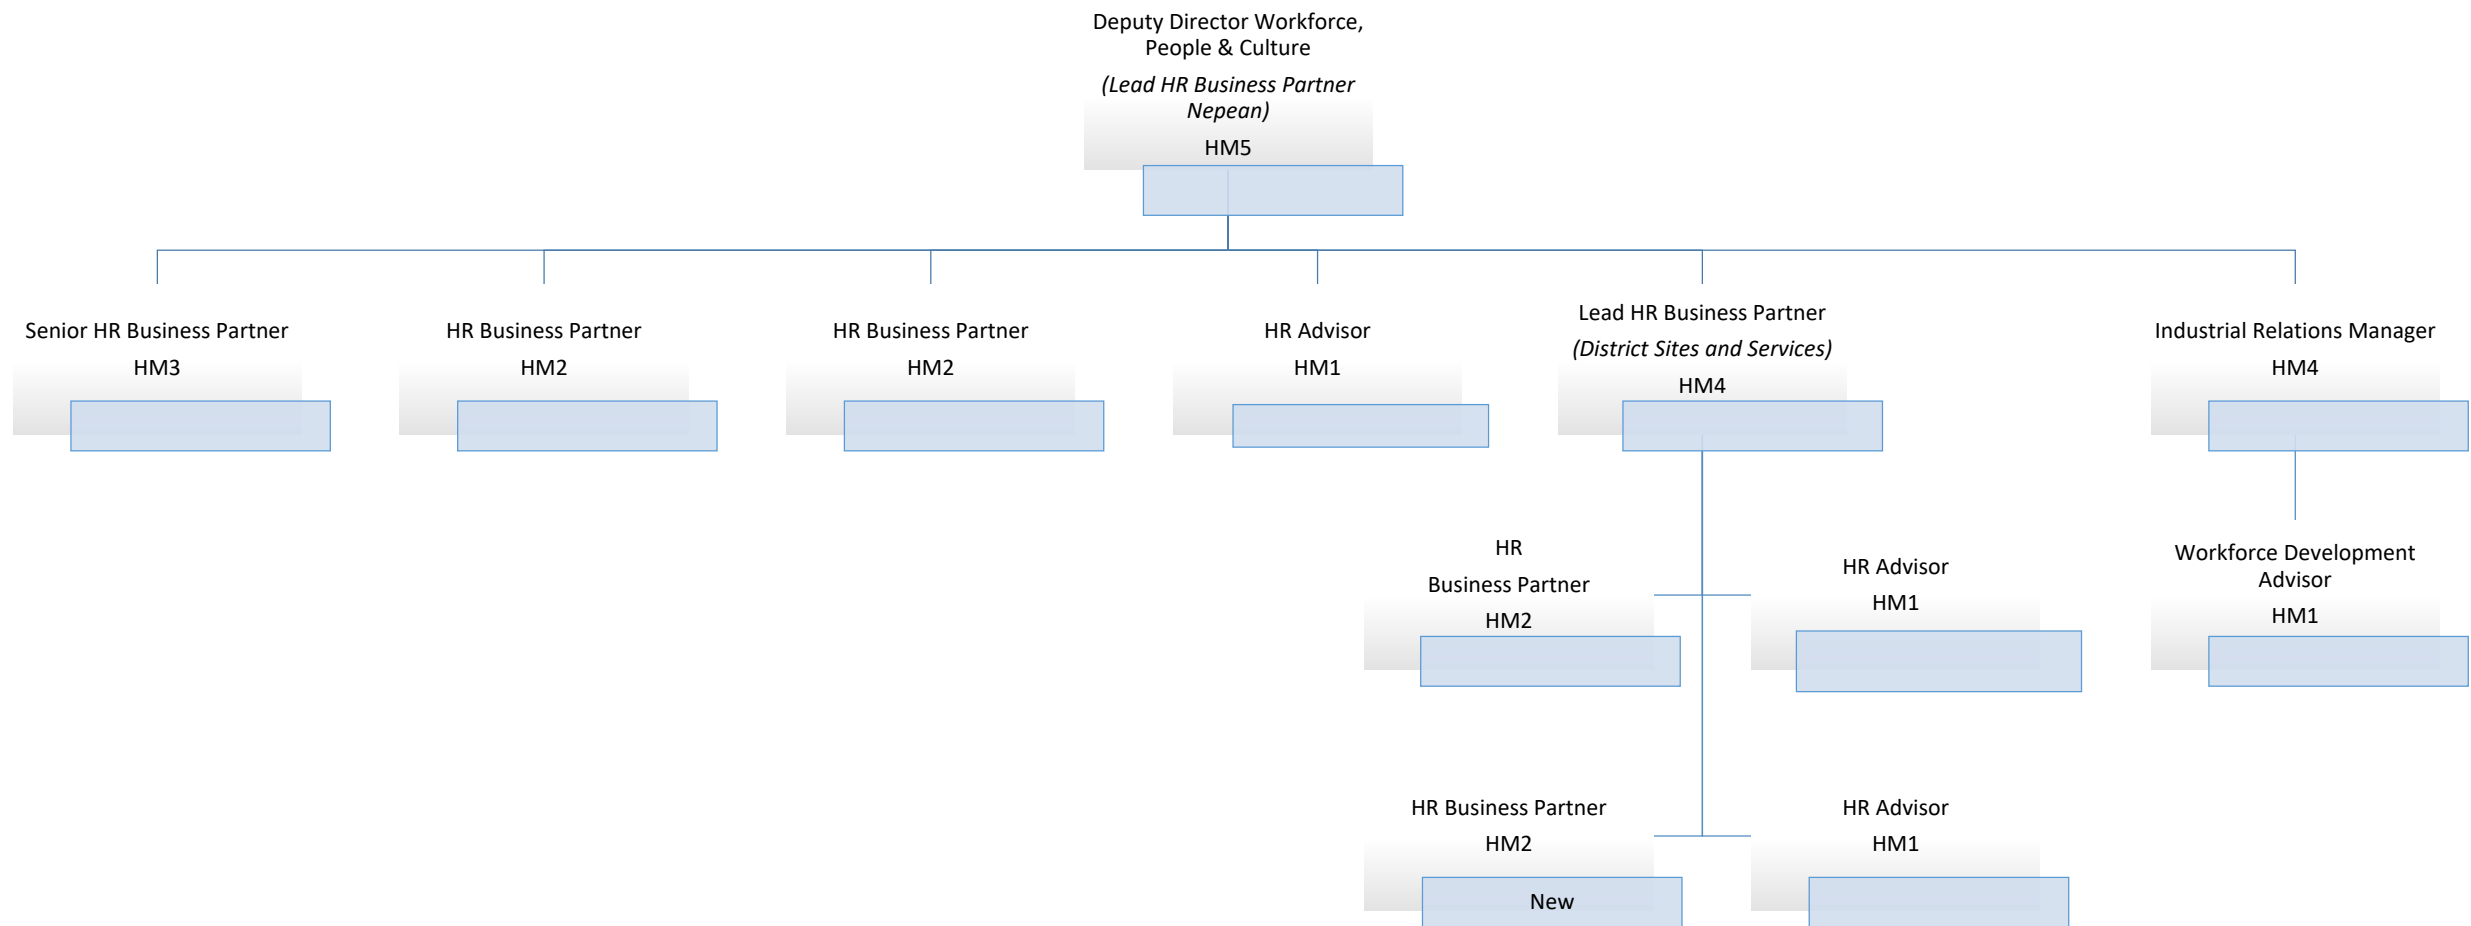 Deputy Director Workforce,
People & Culture
(Lead HR Business Partner
Nepean)
HM5
Senior HR Business Partner
HM3
HR Business Partner
HM2
HR Business Partner
HM2
HR Advisor
HM1
Lead HR Business Partner
(District Sites and Services)
HM4
Industrial Relations Manager
HM4
HR
Business Partner
HM2
HR Advisor
HM1
Workforce Development
Advisor
HM1
HR Business Partner
HM2
New
HR Advisor
HM1